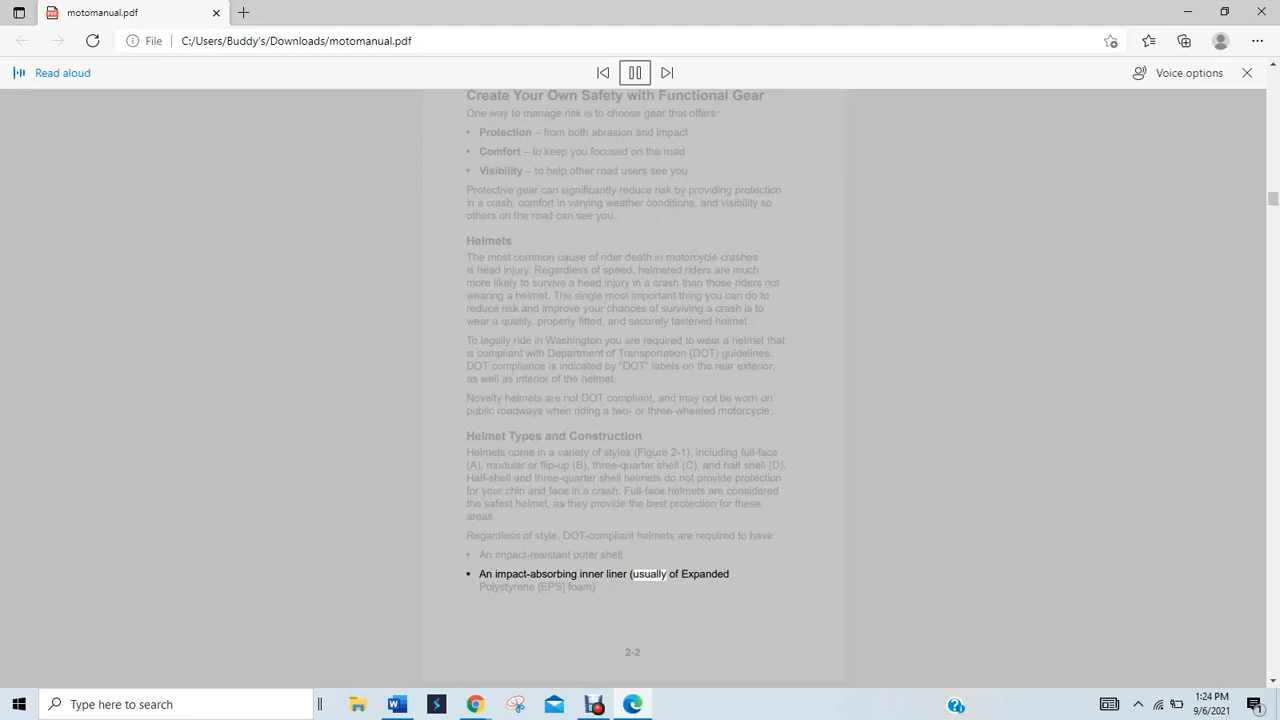 motomanual.pdf
File C:/Users/Buddy's/Downloads/motomanual.pdf
Read aloud
Voice options
Create Your Own Safety with Functional Gear
One way to manage risk is to choose gear that offers:
• Protection – from both abrasion and impact
• Comfort – to keep you focused on the road
• Visibility – to help other road users see you
Protective gear can significantly reduce risk by providing protection
in a crash, comfort in varying weather conditions, and visibility so
others on the road can see you.
Helmets
The most common cause of rider death in motorcycle crashes
is head injury. Regardless of speed, helmeted riders are much
more likely to survive a head injury in a crash than those riders not
wearing a helmet. The single most important thing you can do to
reduce risk and improve your chances of surviving a crash is to
wear a quality, properly fitted, and securely fastened helmet.
To legally ride in Washington you are required to wear a helmet that
is compliant with Department of Transportation (DOT) guidelines.
DOT compliance is indicated by “DOT” labels on the rear exterior,
as well as interior of the helmet.
Novelty helmets are not DOT compliant, and may not be worn on
public roadways when riding a two- or three-wheeled motorcycle.
Helmet Types and Construction
Helmets come in a variety of styles (Figure 2-1), including full-face
(A), modular or flip-up (B), three-quarter shell (C), and half shell (D).
Half-shell and three-quarter shell helmets do not provide protection
for your chin and face in a crash. Full-face helmets are considered
the safest helmet, as they provide the best protection for these
areas.
Regardless of style, DOT-compliant helmets are required to have:
• An impact-resistant outer shell
• An impact-absorbing inner liner (usually of Expanded
Polystyrene [EPS] foam)
2-2
Type here to search
1:24 PM
9/6/2021
1